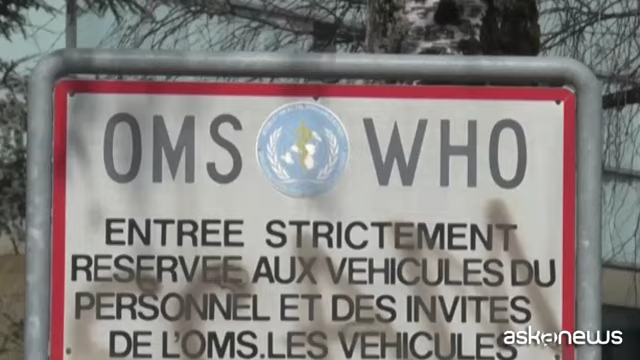 OMS WHO
ENTREE STRICTEMENT
RESERVEE AUX VEHICULES DU
PERSONNEL ET DES INVITES
DE L'OMS.LES VEHICULES
askanews